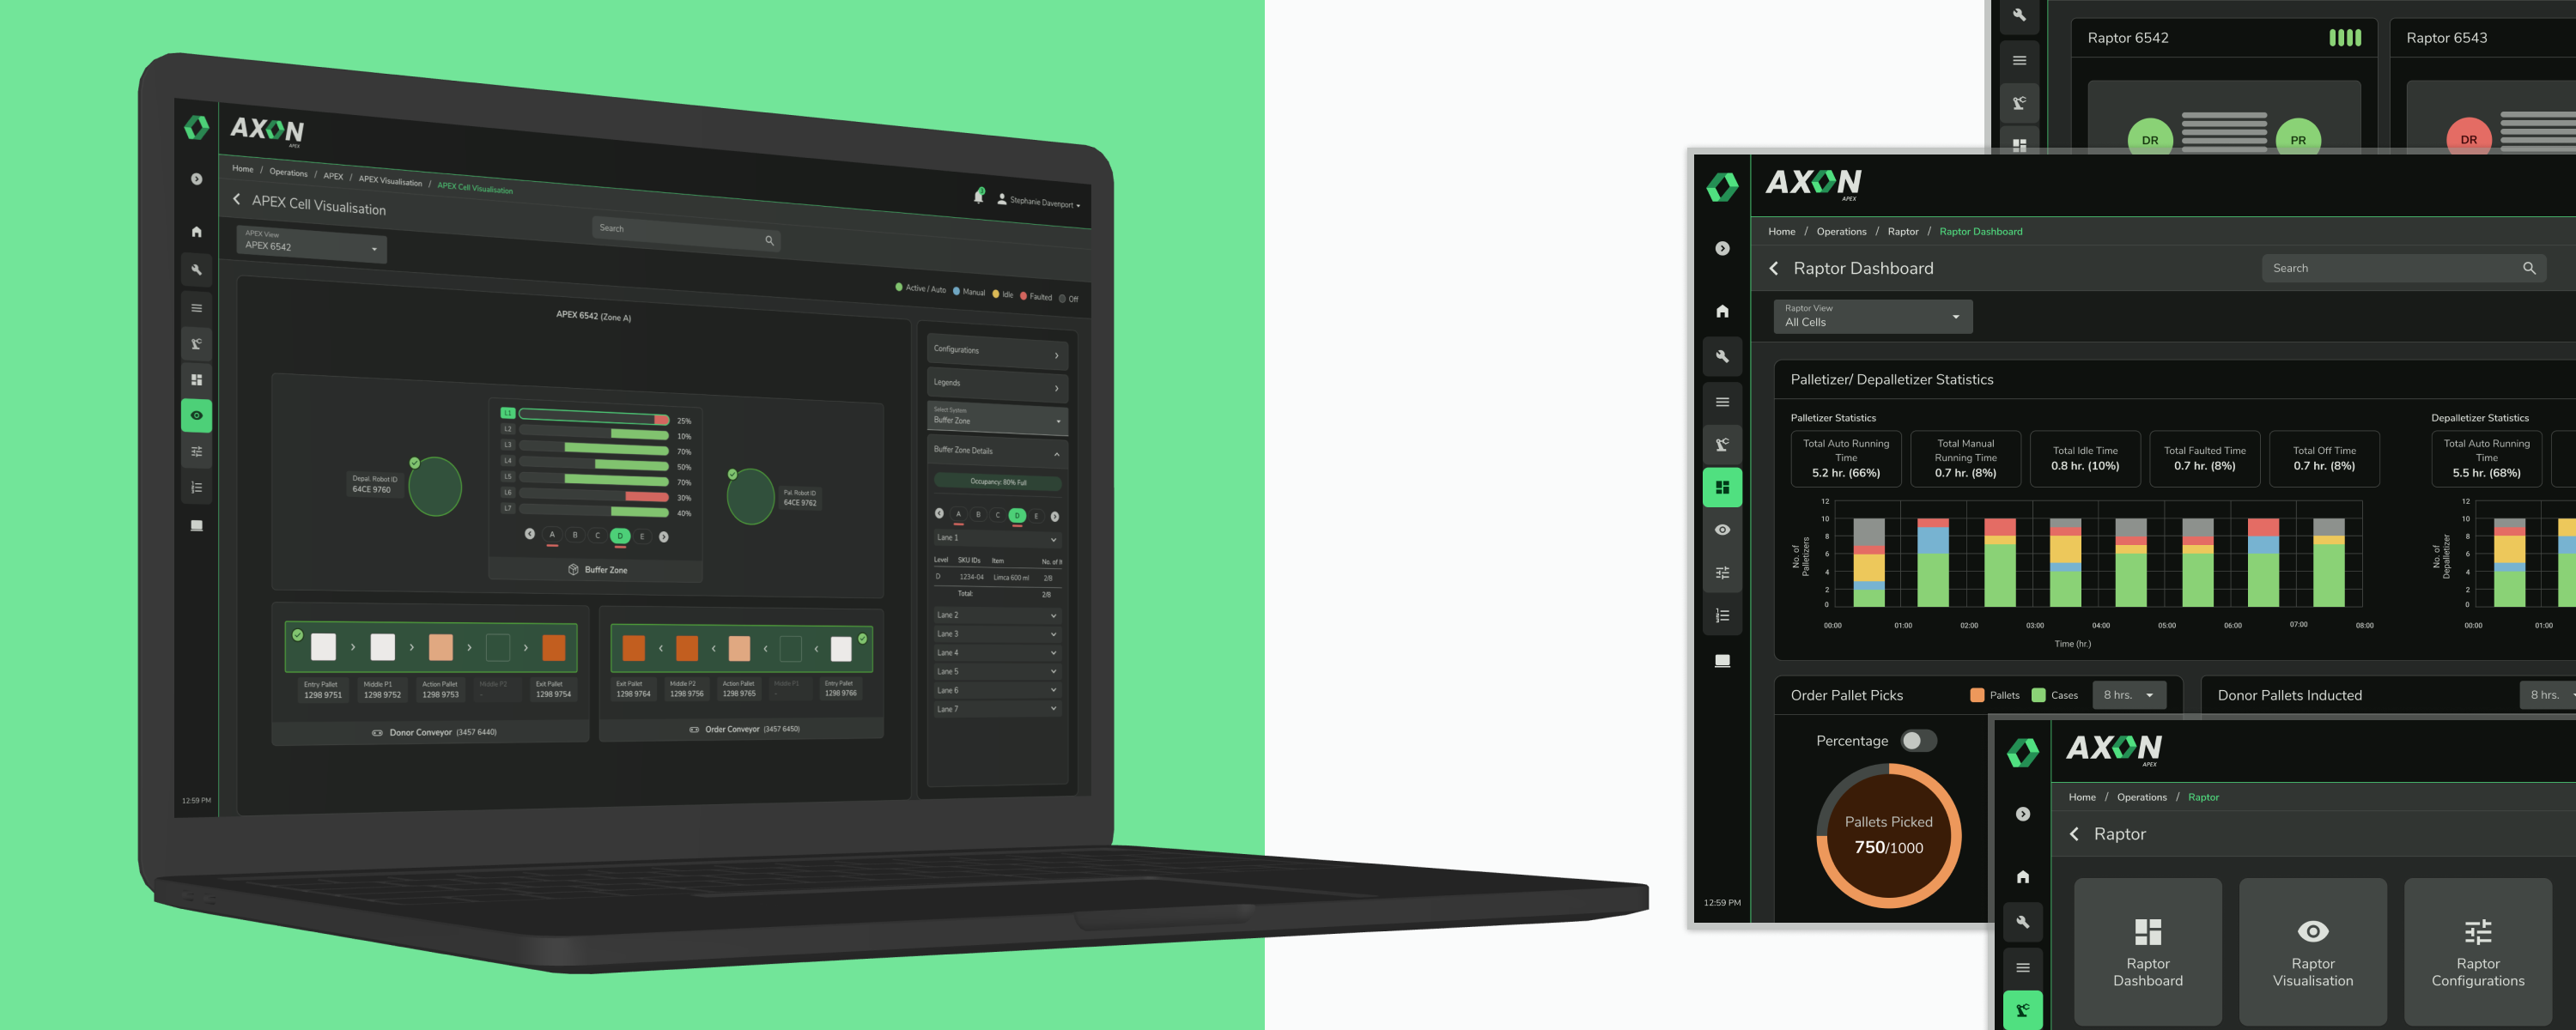 AXON
APEX
Home / Operations / APEX / APEX Visualisation / APEX Cell Visualisation
3
Stephanie Davenport
APEX Cell Visualisation
Search
APEX View
APEX 6542
Active / Auto
Manual
Idle
Faulted
Off
APEX 6542 (Zone A)
Depal. Robot ID
64CE 9760
L1 25%
L2 10%
L3 70%
L4 50%
L5 70%
L6 30%
L7 40%
A B C D E
Buffer Zone
Pal. Robot ID
64CE 9762
Entry Pallet
1298 9751
Middle P1
1298 9752
Action Pallet
1298 9753
Middle P2
-
Exit Pallet
1298 9754
Donor Conveyor (3457 6440)
Exit Pallet
1298 9764
Middle P2
1298 9756
Action Pallet
1298 9765
Middle P1
-
Entry Pallet
1298 9766
Order Conveyor (3457 6450)
Configurations
Legends
Select System
Buffer Zone
Buffer Zone Details
Occupancy: 80% Full
A B C D E
Lane 1
Level SKU IDs Item No. of
D 1234-04 Limca 600 ml 2/8
Total: 2/8
Lane 2
Lane 3
Lane 4
Lane 5
Lane 6
Lane 7
12:59 PM
Raptor 6542
DR
PR
Raptor 6543
DR
AXON
APEX
Home / Operations / Raptor / Raptor Dashboard
Raptor Dashboard
Search
Raptor View
All Cells
Palletizer/ Depalletizer Statistics
Palletizer Statistics
Total Auto Running
Time
5.2 hr. (66%)
Total Manual
Running Time
0.7 hr. (8%)
Total Idle Time
0.8 hr. (10%)
Total Faulted Time
0.7 hr. (8%)
Total Off Time
0.7 hr. (8%)
No. of
Palletizers
12
10
8
6
4
2
0
00:00 01:00 02:00 03:00 04:00 05:00 06:00 07:00 08:00
Time (hr.)
Depalletizer Statistics
Total Auto Running
Time
5.5 hr. (68%)
No. of
Depalletizer
12
10
8
6
4
2
0
00:00 01:00
Order Pallet Picks
Pallets
Cases
8 hrs.
Percentage
Pallets Picked
750/1000
Donor Pallets Inducted
8 hrs.
12:59 PM
AXON
APEX
Home / Operations / Raptor
Raptor
Raptor
Dashboard
Raptor
Visualisation
Raptor
Configurations